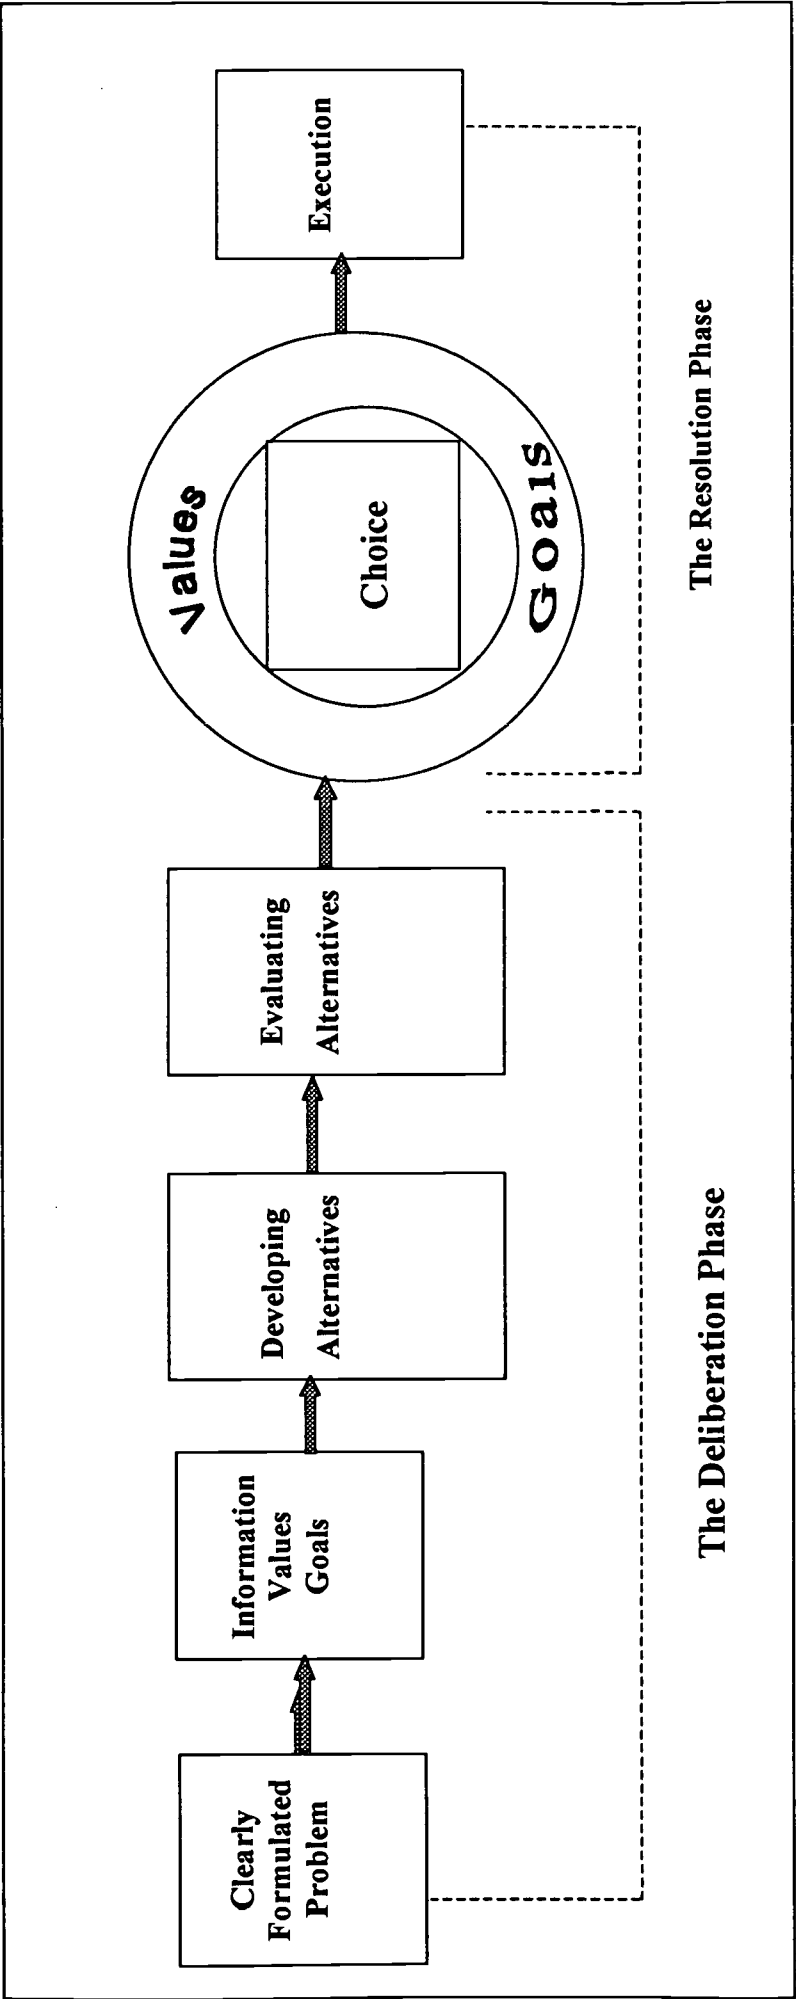 Clearly
Formulated
Problem
Information
Values
Goals
Developing
Alternatives
Evaluating
Alternatives
Values
Choice
Goals
Execution
The Deliberation Phase
The Resolution Phase